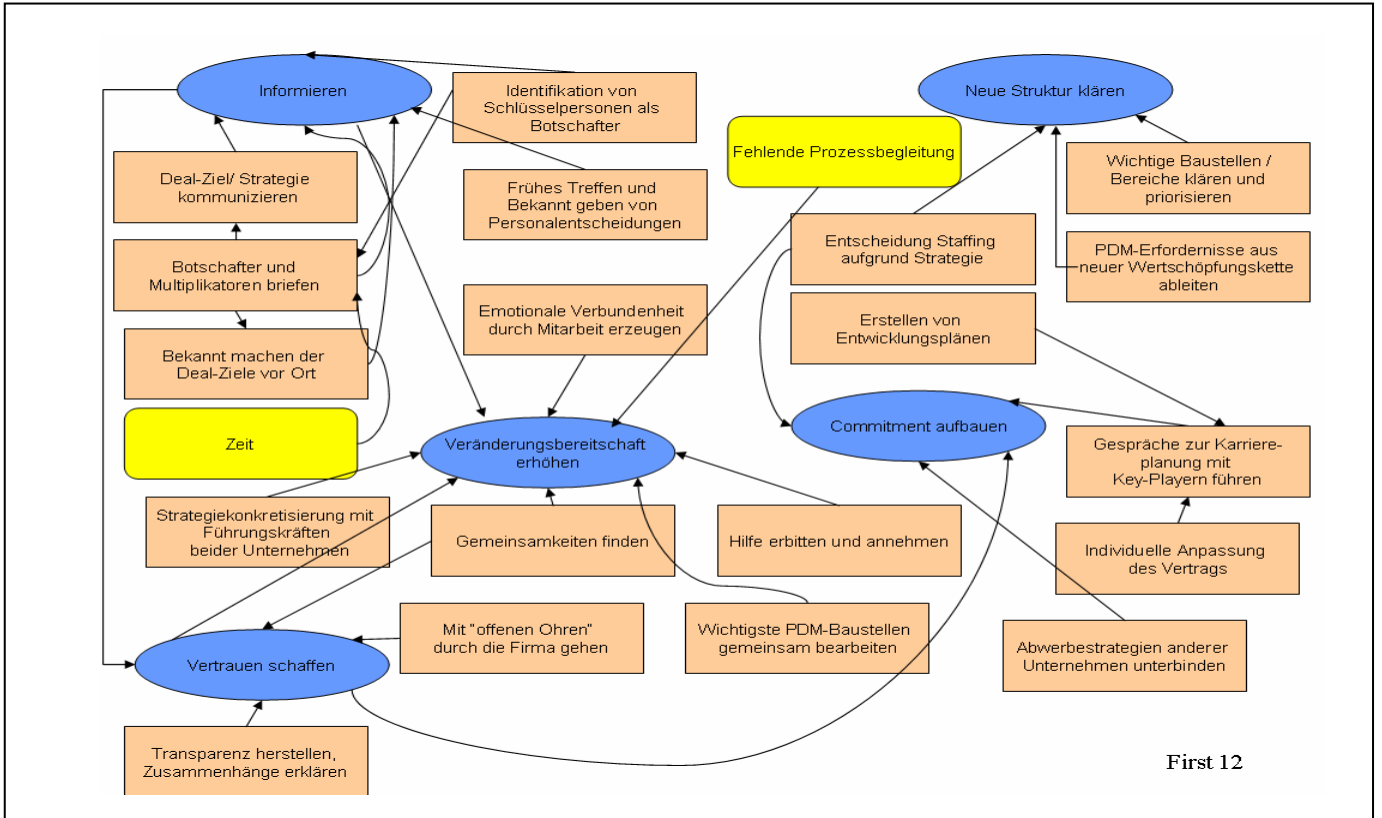 Informieren
Identifikation von
Schlüsselpersonen als
Botschafter
Neue Struktur klären
Fehlende Prozessbegleitung
Deal-Ziel/ Strategie
kommunizieren
Frühes Treffen und
Bekannt geben von
Personalentscheidungen
Wichtige Baustellen /
Bereiche klären und
priorisieren
Botschafter und
Multiplikatoren briefen
Entscheidung Staffing
aufgrund Strategie
PDM-Erfordernisse aus
neuer Wertschöpfungskette
ableiten
Emotionale Verbundenheit
durch Mitarbeit erzeugen
Erstellen von
Entwicklungsplänen
Bekannt machen der
Deal-Ziele vor Ort
Zeit
Veränderungsbereitschaft
erhöhen
Commitment aufbauen
Gespräche zur Karriere-
planung mit
Key-Playern führen
Strategiekonkretisierung mit
Führungskräften
beider Unternehmen
Gemeinsamkeiten finden
Hilfe erbitten und annehmen
Individuelle Anpassung
des Vertrags
Vertrauen schaffen
Mit "offenen Ohren"
durch die Firma gehen
Wichtigste PDM-Baustellen
gemeinsam bearbeiten
Abwerbestrategien anderer
Unternehmen unterbinden
Transparenz herstellen,
Zusammenhänge erklären
First 12